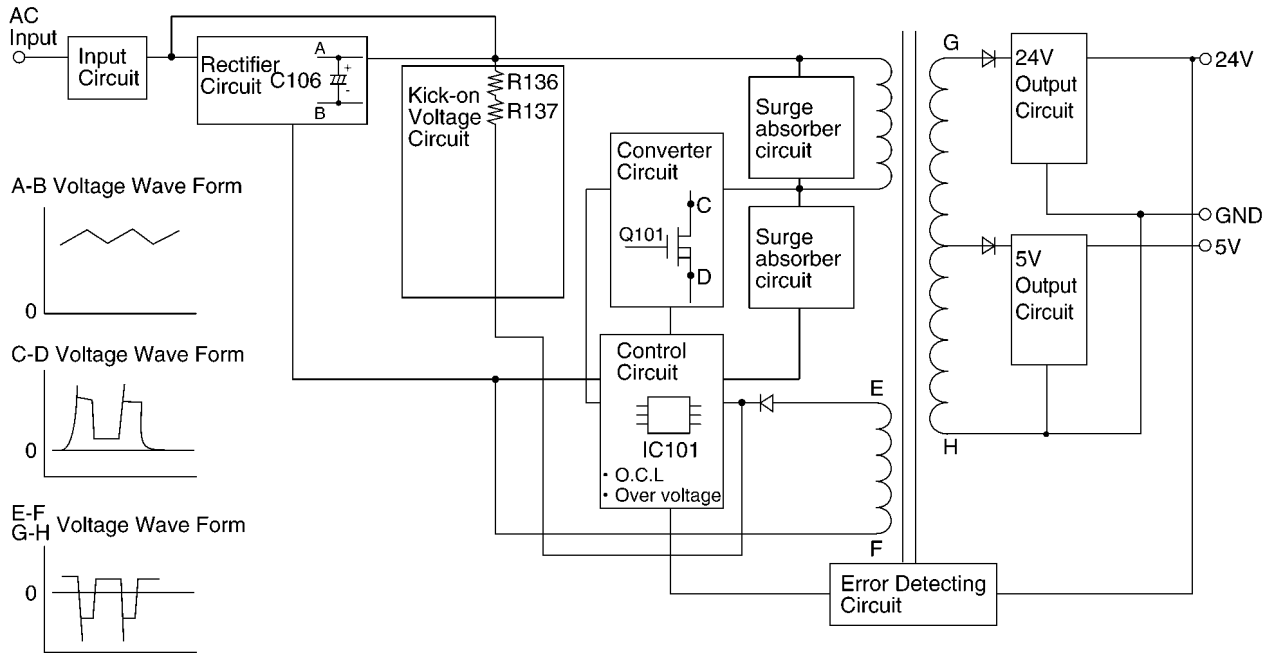 AC
Input
Input
Circuit
Rectifier
Circuit
C106
A
+
-
B
Kick-on
Voltage
Circuit
R136
R137
Surge
absorber
circuit
Converter
Circuit
C
Q101
D
Surge
absorber
circuit
Control
Circuit
IC101
• O.C.L
• Over voltage
E
F
G
H
24V
Output
Circuit
24V
GND
5V
5V
Output
Circuit
Error Detecting
Circuit
A-B Voltage Wave Form
0
C-D Voltage Wave Form
0
E-F
G-H Voltage Wave Form
0